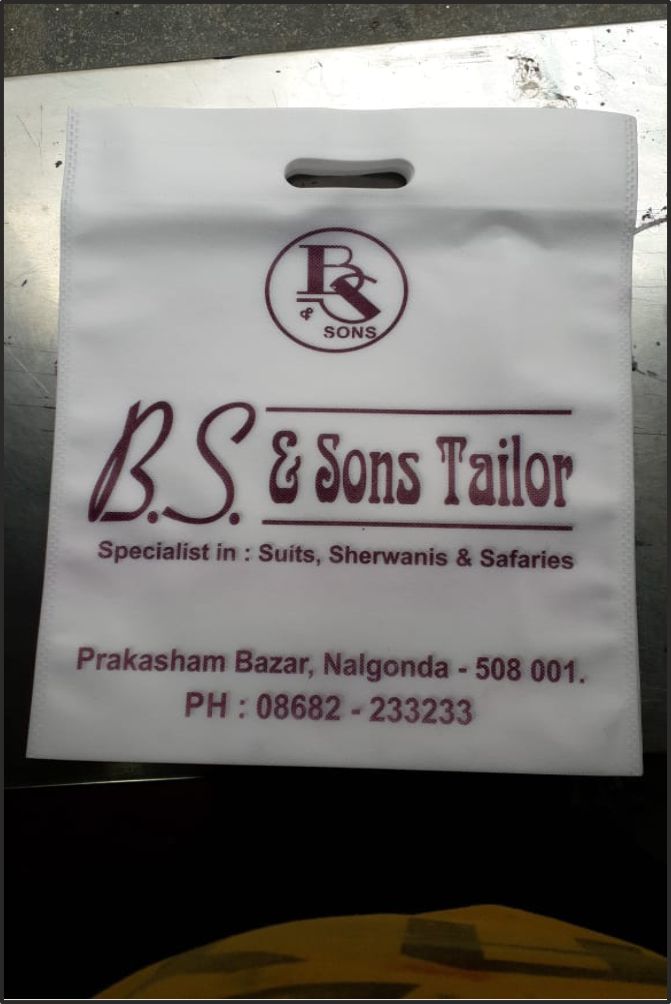 BS
& SONS
B.S. & Sons Tailor
Specialist in : Suits, Sherwanis & Safaries
Prakasham Bazar, Nalgonda - 508 001.
PH : 08682 - 233233